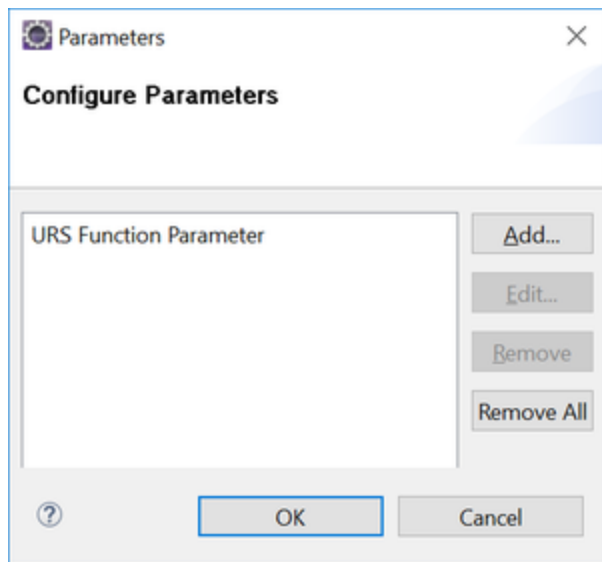 Parameters
Configure Parameters
URS Function Parameter
Add...
Edit...
Remove
Remove All
?
OK
Cancel